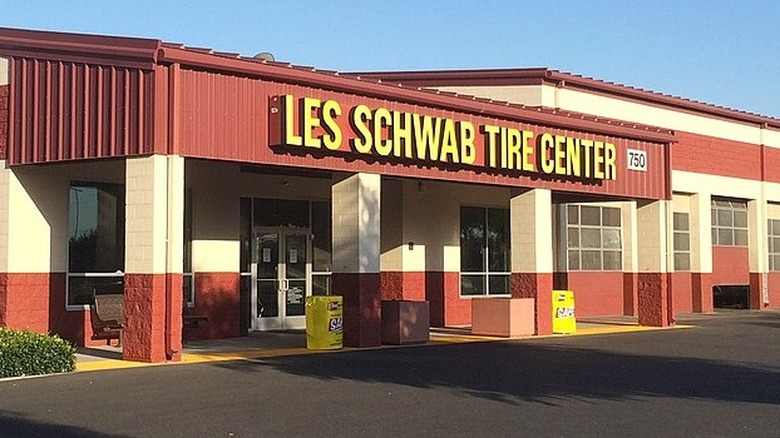 LES SCHWAB TIRE CENTER
750